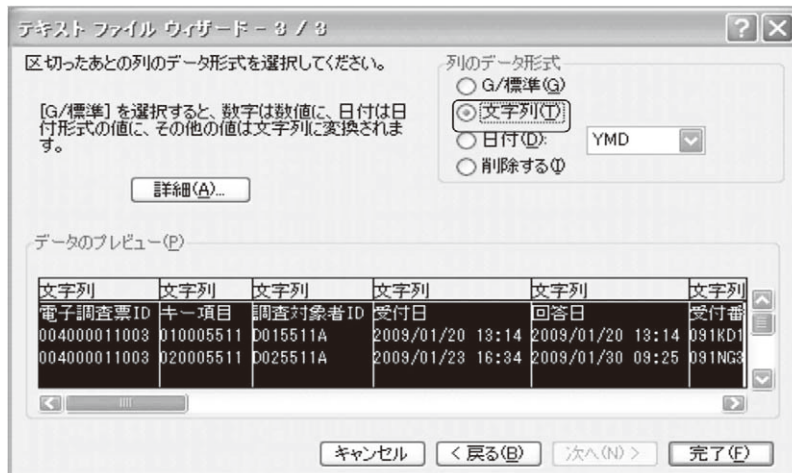 テキスト ファイル ウィザード - 3 / 3
区切ったあとの列のデータ形式を選択してください。
[G/標準] を選択すると、数字は数値に、日付は日
付形式の値に、その他の値は文字列に変換されま
す。
詳細(A)...
列のデータ形式
G/標準(G)
文字列(T)
日付(D): YMD
削除する(I)
データのプレビュー(P)
文字列 文字列 文字列 文字列 文字列 文字列
電子調査票ID キー項目 調査対象者ID 受付日 回答日 受付番
004000011003 010005511 D015511A 2009/01/20 13:14 2009/01/20 13:14 091KD1
004000011003 020005511 D025511A 2009/01/23 16:34 2009/01/30 09:25 091NG3
キャンセル < 戻る(B) 次へ(N) > 完了(F)